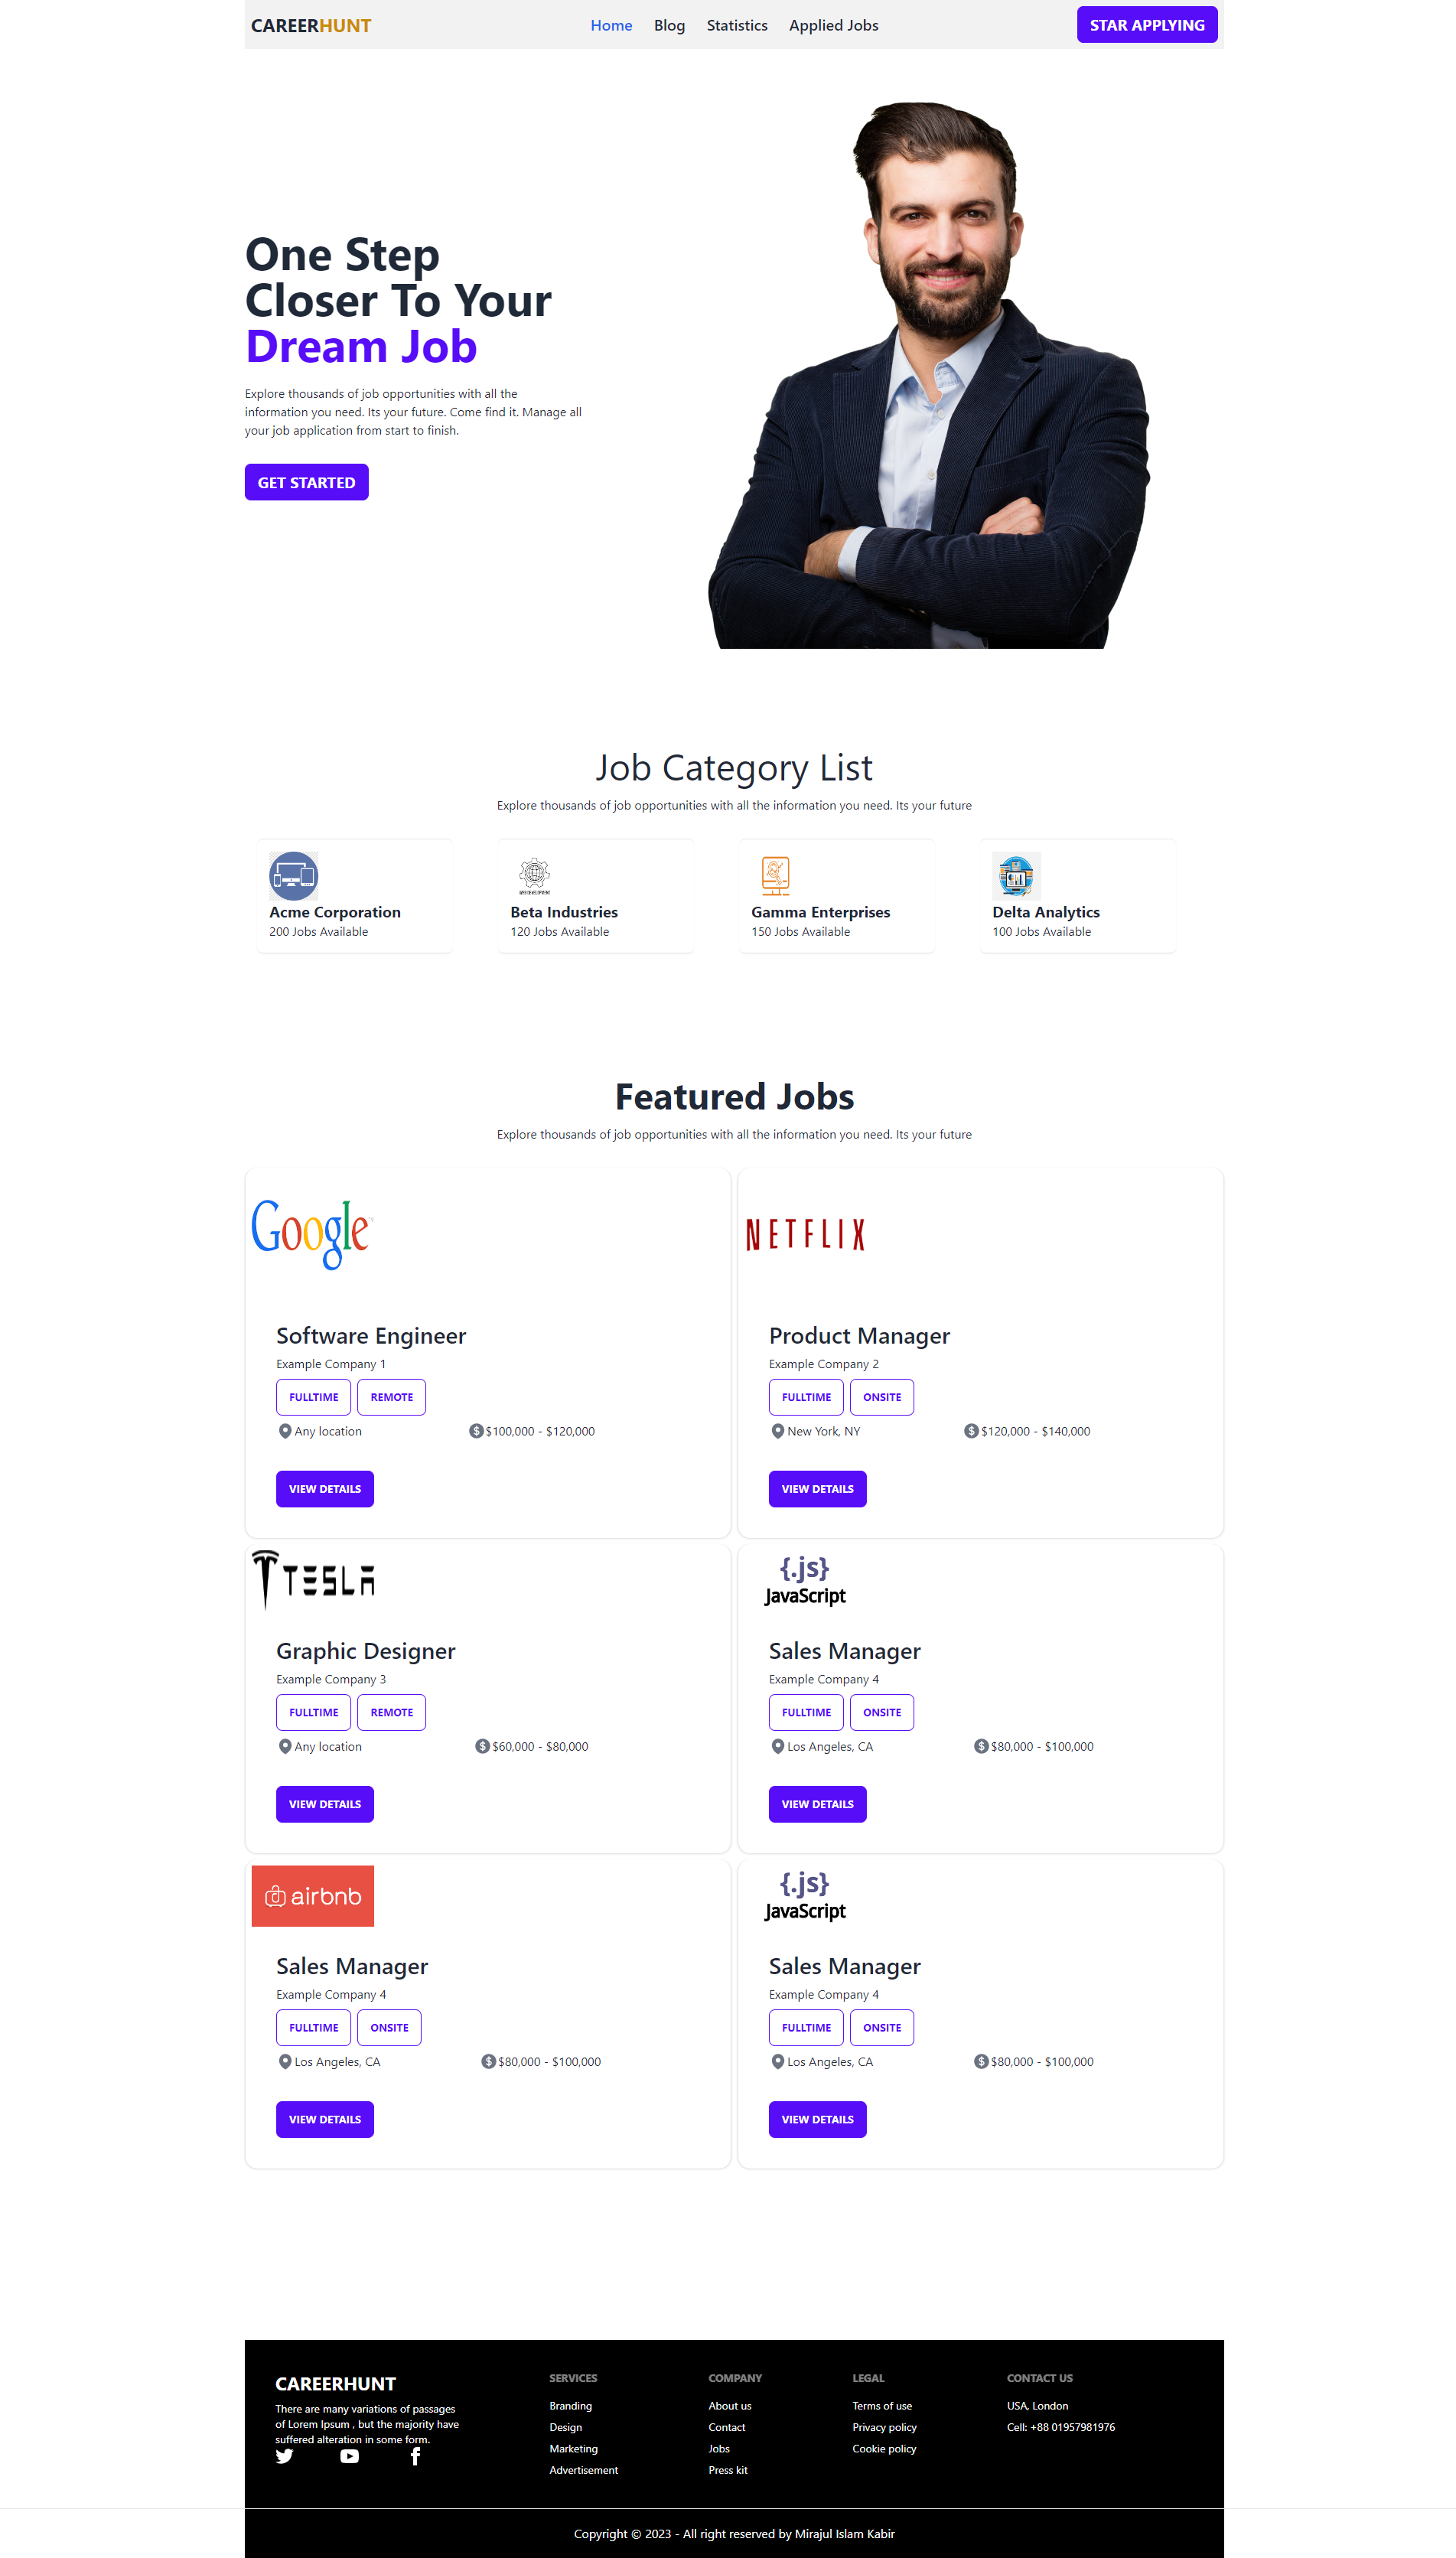 CAREERHUNT
Home Blog Statistics Applied Jobs
STAR APPLYING
One Step
Closer To Your
Dream Job
Explore thousands of job opportunities with all the
information you need. Its your future. Come find it. Manage all
your job application from start to finish.
GET STARTED
Job Category List
Explore thousands of job opportunities with all the information you need. Its your future
Acme Corporation
200 Jobs Available
Beta Industries
120 Jobs Available
Gamma Enterprises
150 Jobs Available
Delta Analytics
100 Jobs Available
Featured Jobs
Explore thousands of job opportunities with all the information you need. Its your future
Google
Software Engineer
Example Company 1
FULLTIME REMOTE
Any location $100,000 - $120,000
VIEW DETAILS
NETFLIX
Product Manager
Example Company 2
FULLTIME ONSITE
New York, NY $120,000 - $140,000
VIEW DETAILS
TESLA
Graphic Designer
Example Company 3
FULLTIME REMOTE
Any location $60,000 - $80,000
VIEW DETAILS
{.js}
JavaScript
Sales Manager
Example Company 4
FULLTIME ONSITE
Los Angeles, CA $80,000 - $100,000
VIEW DETAILS
airbnb
Sales Manager
Example Company 4
FULLTIME ONSITE
Los Angeles, CA $80,000 - $100,000
VIEW DETAILS
{.js}
JavaScript
Sales Manager
Example Company 4
FULLTIME ONSITE
Los Angeles, CA $80,000 - $100,000
VIEW DETAILS
CAREERHUNT
There are many variations of passages
of Lorem Ipsum , but the majority have
suffered alteration in some form.
SERVICES
Branding
Design
Marketing
Advertisement
COMPANY
About us
Contact
Jobs
Press kit
LEGAL
Terms of use
Privacy policy
Cookie policy
CONTACT US
USA, London
Cell: +88 01957981976
Copyright © 2023 - All right reserved by Mirajul Islam Kabir